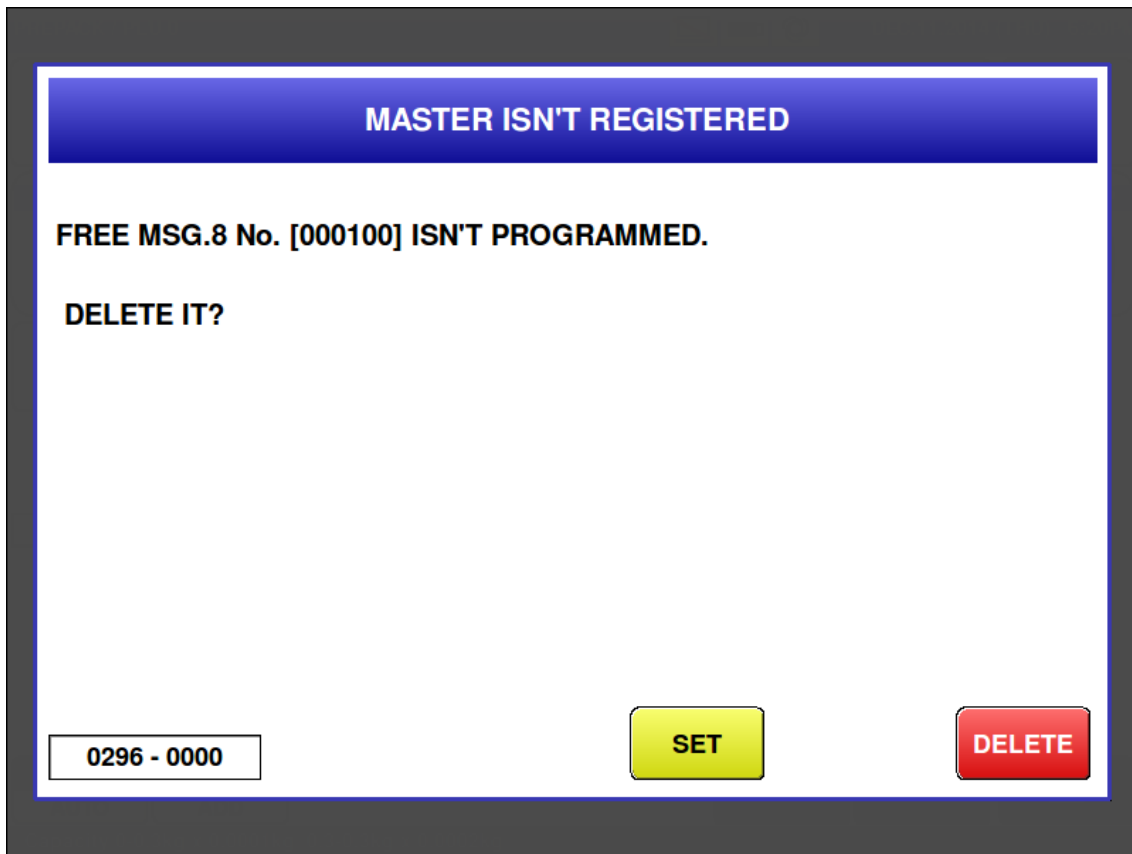 MASTER ISN'T REGISTERED
FREE MSG.8 No. [000100] ISN'T PROGRAMMED.
DELETE IT?
0296 - 0000
SET
DELETE